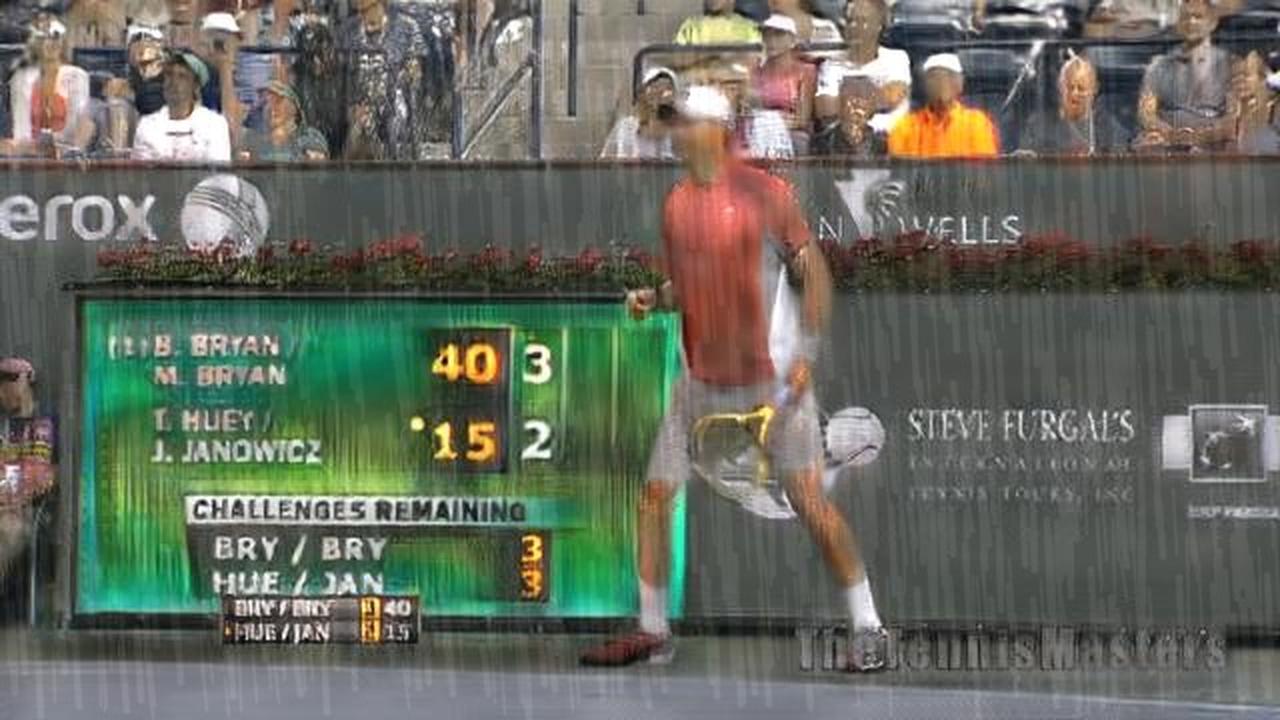 erox
WELLS
B. BRYAN /
M. BRYAN
40 3
T. HUEY /
J. JANOWICZ
15 2
CHALLENGES REMAINING
BRY / BRY 3
HUE / JAN 3
BRY / BRY 40
HUE / JAN 15
STEVE FURGAL'S
INTERNATIONAL
TENNIS TOURS, INC
TheTennisMasters